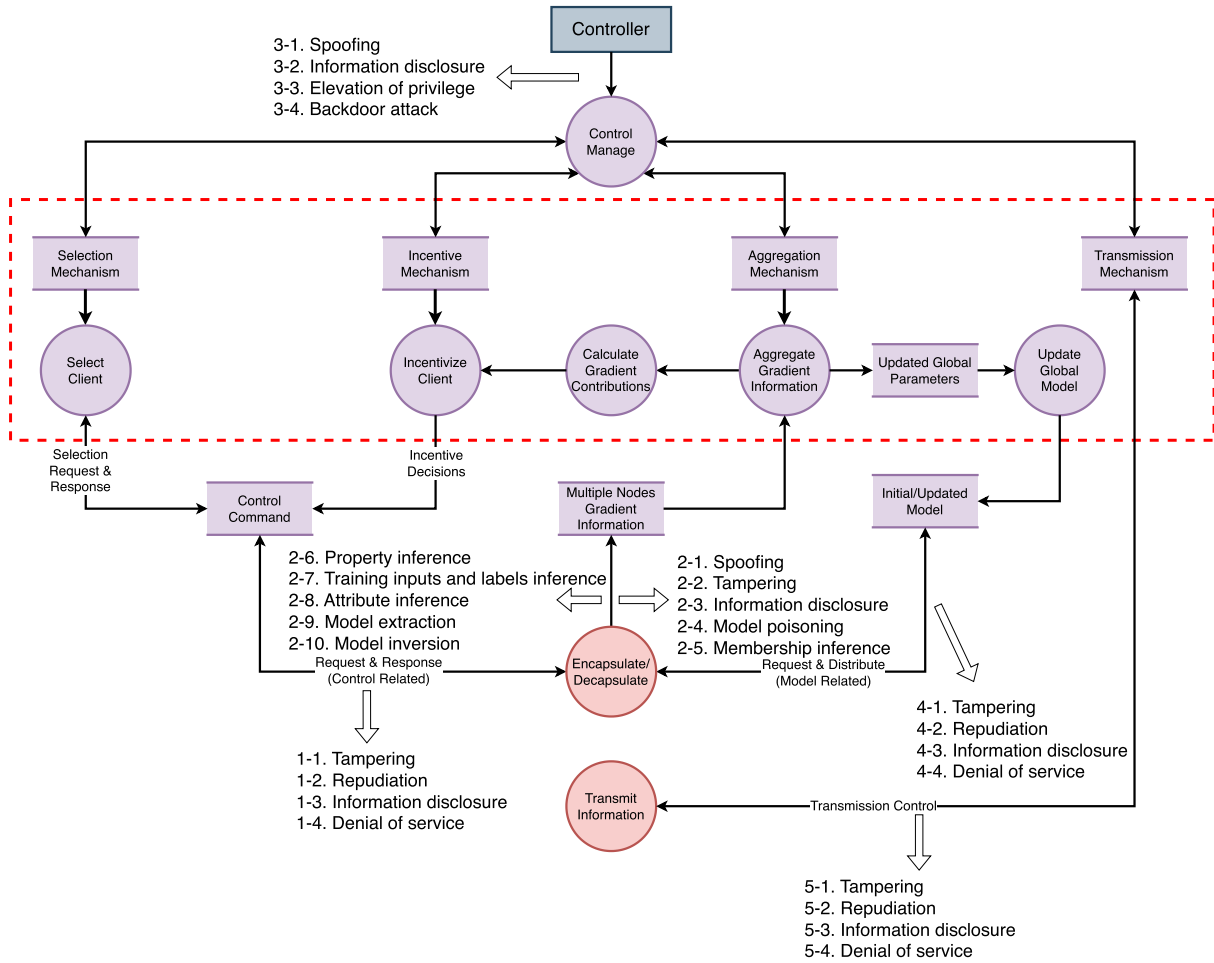 Controller
3-1. Spoofing
3-2. Information disclosure
3-3. Elevation of privilege
3-4. Backdoor attack
Control
Manage
Selection
Mechanism
Incentive
Mechanism
Aggregation
Mechanism
Transmission
Mechanism
Select
Client
Incentivize
Client
Calculate
Gradient
Contributions
Aggregate
Gradient
Information
Updated Global
Parameters
Update
Global
Model
Selection
Request &
Response
Incentive
Decisions
Control
Command
Multiple Nodes
Gradient
Information
Initial/Updated
Model
2-6. Property inference
2-7. Training inputs and labels inference
2-8. Attribute inference
2-9. Model extraction
2-10. Model inversion
2-1. Spoofing
2-2. Tampering
2-3. Information disclosure
2-4. Model poisoning
2-5. Membership inference
Request & Response
(Control Related)
Encapsulate/
Decapsulate
Request & Distribute
(Model Related)
4-1. Tampering
4-2. Repudiation
4-3. Information disclosure
4-4. Denial of service
1-1. Tampering
1-2. Repudiation
1-3. Information disclosure
1-4. Denial of service
Transmit
Information
Transmission Control
5-1. Tampering
5-2. Repudiation
5-3. Information disclosure
5-4. Denial of service